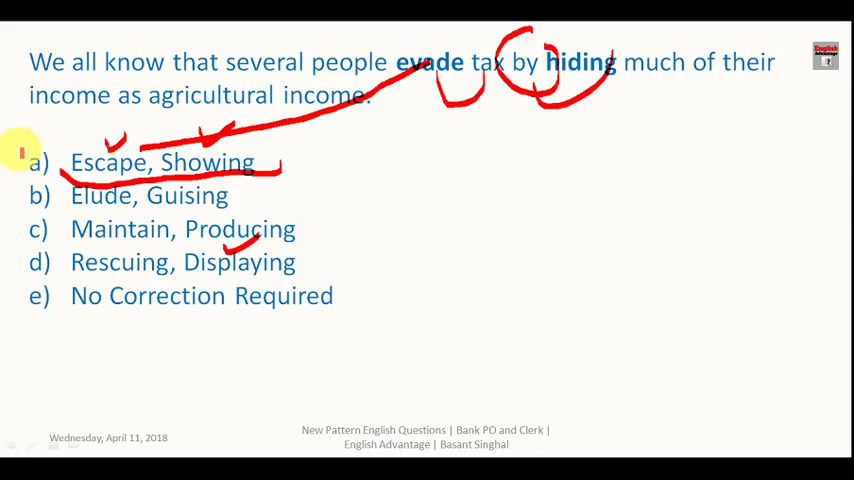 We all know that several people evade tax by hiding much of their
income as agricultural income.
English
Advantage
a) Escape, Showing
b) Elude, Guising
c) Maintain, Producing
d) Rescuing, Displaying
e) No Correction Required
Wednesday, April 11, 2018
New Pattern English Questions | Bank PO and Clerk |
English Advantage | Basant Singhal